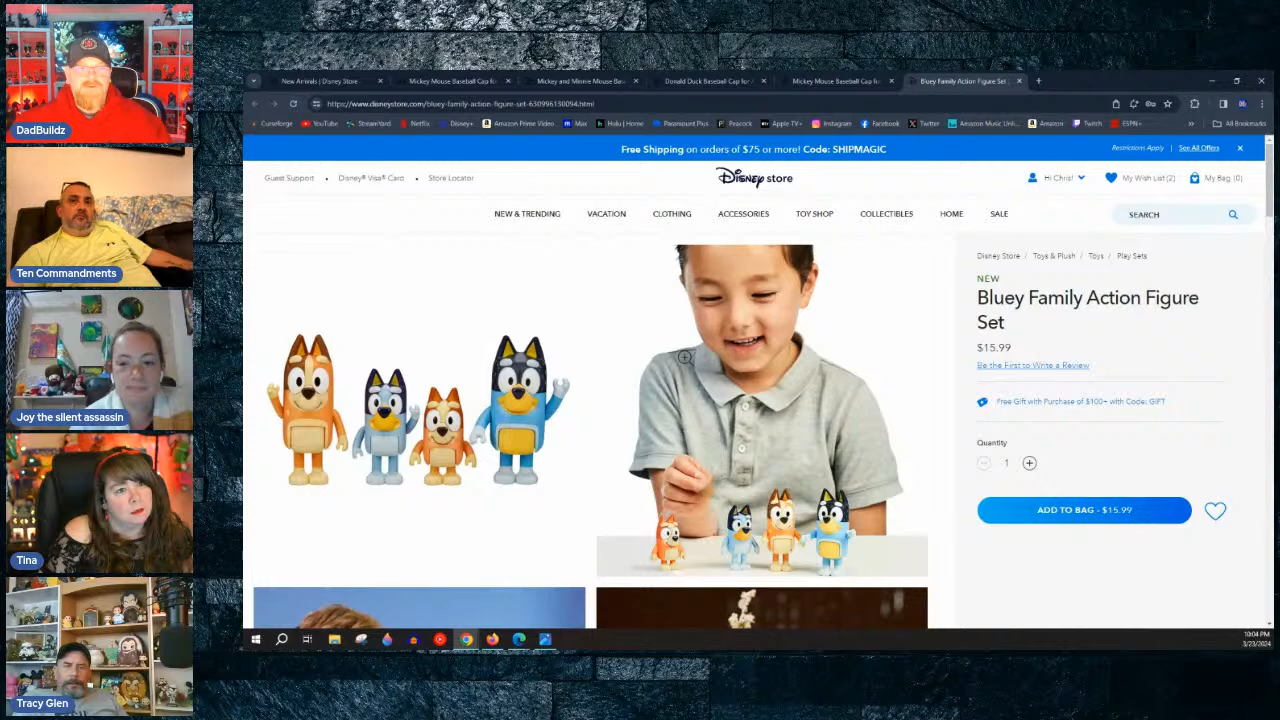 DadBuildz
Ten Commandments
Joy the silent assassin
Tina
Tracy Glen
New Arrivals | Disney Store
Mickey Mouse Baseball Cap for
Mickey and Minnie Mouse Bas
Donald Duck Baseball Cap for
Mickey Mouse Baseball Cap for
Bluey Family Action Figure Set
https://www.disneystore.com/bluey-family-action-figure-set-630996130094.html
Curseforge YouTube StreamYard Netflix Disney+ Amazon Prime Video Max Hulu | Home Paramount Plus Peacock Apple TV+ Instagram Facebook Twitter Amazon Music Unli... Amazon Twitch ESPN+ » All Bookmarks
Free Shipping on orders of $75 or more! Code: SHIPMAGIC
Restrictions Apply | See All Offers
Guest Support • Disney® Visa® Card • Store Locator
Disney store
Hi Chris!
My Wish List (2)
My Bag (0)
NEW & TRENDING VACATION CLOTHING ACCESSORIES TOY SHOP COLLECTIBLES HOME SALE
SEARCH
Disney Store / Toys & Plush / Toys / Play Sets
NEW
Bluey Family Action Figure
Set
$15.99
Be the First to Write a Review
Free Gift with Purchase of $100+ with Code: GIFT
Quantity
1
ADD TO BAG - $15.99
10:04 PM
3/23/2024